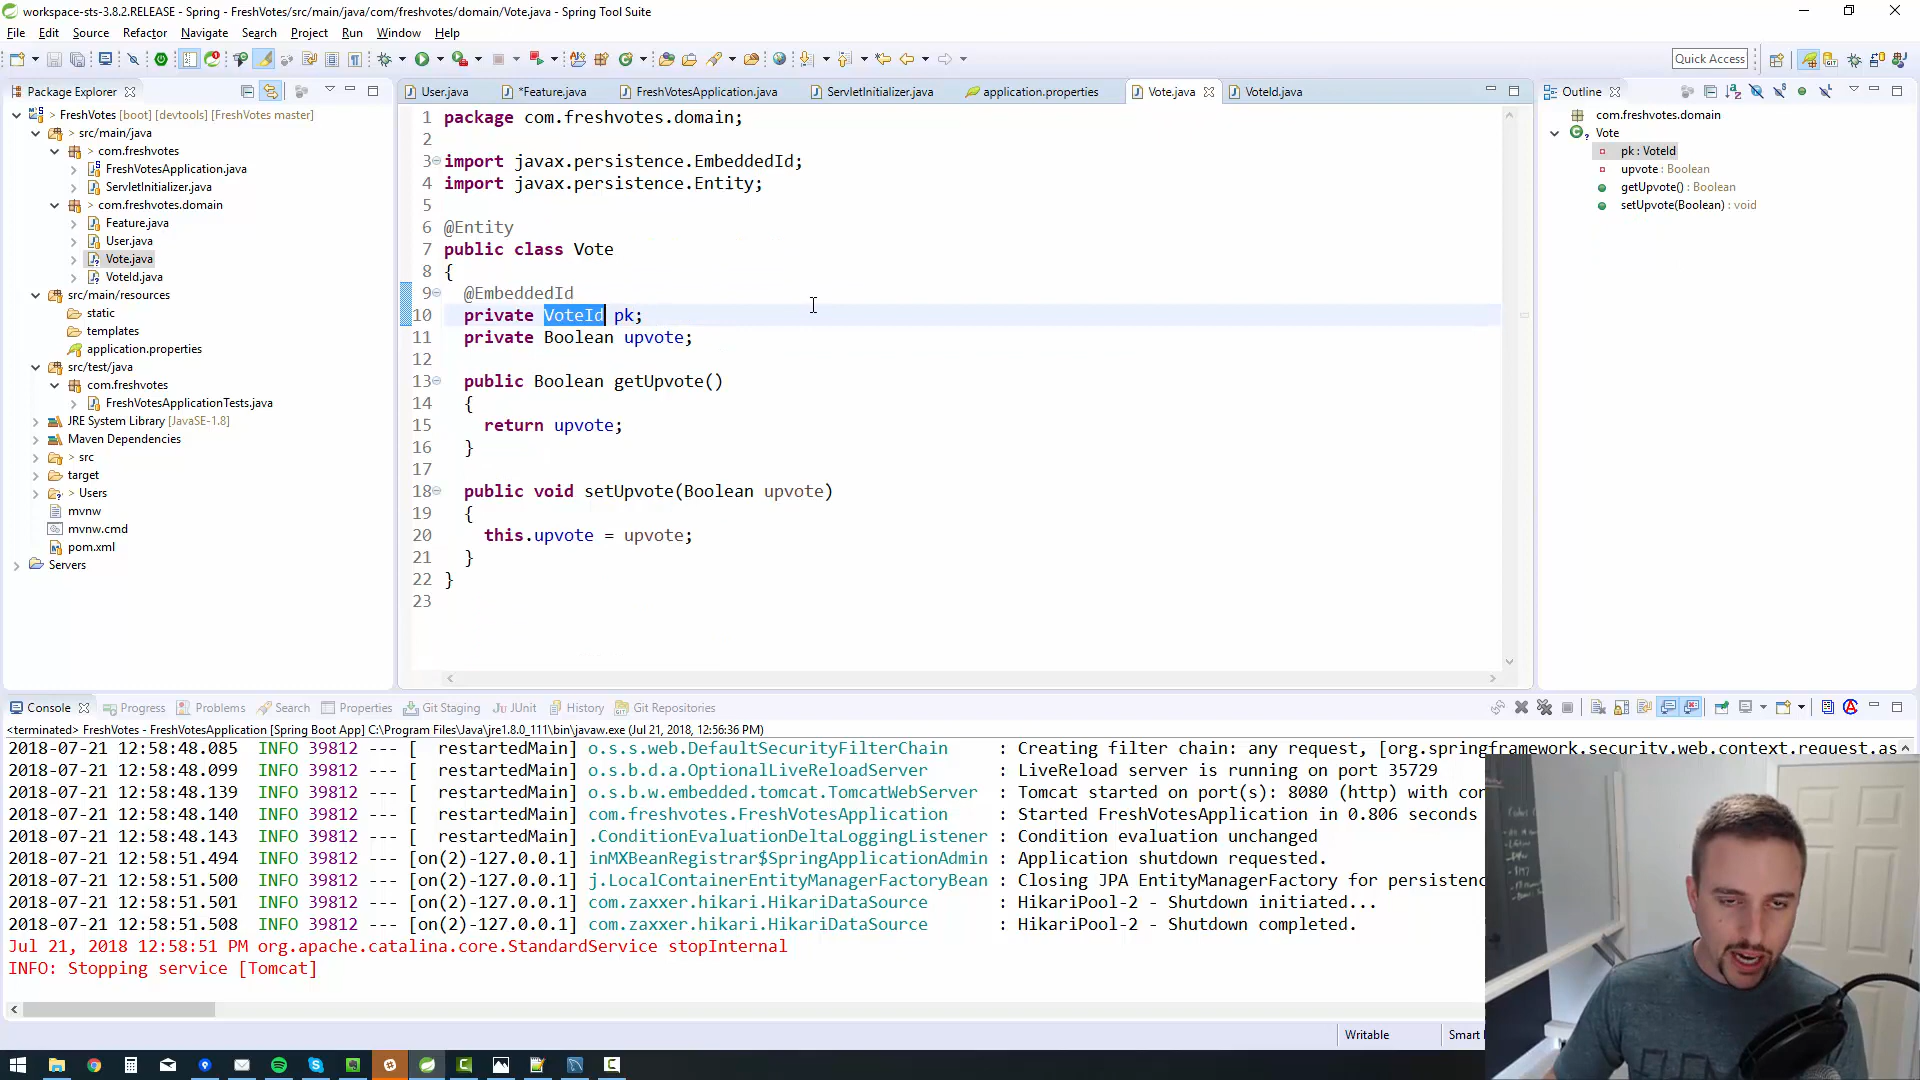 workspace-sts-3.8.2.RELEASE - Spring - FreshVotes/src/main/java/com/freshvotes/domain/Vote.java - Spring Tool Suite
File Edit Source Refactor Navigate Search Project Run Window Help
Quick Access
Package Explorer
FreshVotes [boot] [devtools] [FreshVotes master]
> src/main/java
> com.freshvotes
FreshVotesApplication.java
ServletInitializer.java
> com.freshvotes.domain
Feature.java
User.java
Vote.java
VoteId.java
src/main/resources
static
templates
application.properties
src/test/java
com.freshvotes
FreshVotesApplicationTests.java
JRE System Library [JavaSE-1.8]
Maven Dependencies
> src
target
> Users
mvnw
mvnw.cmd
pom.xml
Servers
User.java *Feature.java FreshVotesApplication.java ServletInitializer.java application.properties Vote.java VoteId.java
1 package com.freshvotes.domain;
2
3 import javax.persistence.EmbeddedId;
4 import javax.persistence.Entity;
5
6 @Entity
7 public class Vote
8 {
9 @EmbeddedId
10 private VoteId pk;
11 private Boolean upvote;
12
13 public Boolean getUpvote()
14 {
15 return upvote;
16 }
17
18 public void setUpvote(Boolean upvote)
19 {
20 this.upvote = upvote;
21 }
22 }
23
Outline
com.freshvotes.domain
Vote
pk : VoteId
upvote : Boolean
getUpvote() : Boolean
setUpvote(Boolean) : void
Console Progress Problems Search Properties Git Staging JUnit History Git Repositories
<terminated> FreshVotes - FreshVotesApplication [Spring Boot App] C:\Program Files\Java\jre1.8.0_111\bin\javaw.exe (Jul 21, 2018, 12:56:36 PM)
2018-07-21 12:58:48.085 INFO 39812 --- [ restartedMain] o.s.s.web.DefaultSecurityFilterChain : Creating filter chain: any request, [org.springframework.security.web.context.request.as
2018-07-21 12:58:48.099 INFO 39812 --- [ restartedMain] o.s.b.d.a.OptionalLiveReloadServer : LiveReload server is running on port 35729
2018-07-21 12:58:48.139 INFO 39812 --- [ restartedMain] o.s.b.w.embedded.tomcat.TomcatWebServer : Tomcat started on port(s): 8080 (http) with con
2018-07-21 12:58:48.140 INFO 39812 --- [ restartedMain] com.freshvotes.FreshVotesApplication : Started FreshVotesApplication in 0.806 seconds
2018-07-21 12:58:48.143 INFO 39812 --- [ restartedMain] .ConditionEvaluationDeltaLoggingListener : Condition evaluation unchanged
2018-07-21 12:58:51.494 INFO 39812 --- [on(2)-127.0.0.1] inMXBeanRegistrar$SpringApplicationAdmin : Application shutdown requested.
2018-07-21 12:58:51.500 INFO 39812 --- [on(2)-127.0.0.1] j.LocalContainerEntityManagerFactoryBean : Closing JPA EntityManagerFactory for persistenc
2018-07-21 12:58:51.501 INFO 39812 --- [on(2)-127.0.0.1] com.zaxxer.hikari.HikariDataSource : HikariPool-2 - Shutdown initiated...
2018-07-21 12:58:51.508 INFO 39812 --- [on(2)-127.0.0.1] com.zaxxer.hikari.HikariDataSource : HikariPool-2 - Shutdown completed.
Jul 21, 2018 12:58:51 PM org.apache.catalina.core.StandardService stopInternal
INFO: Stopping service [Tomcat]
Writable Smart